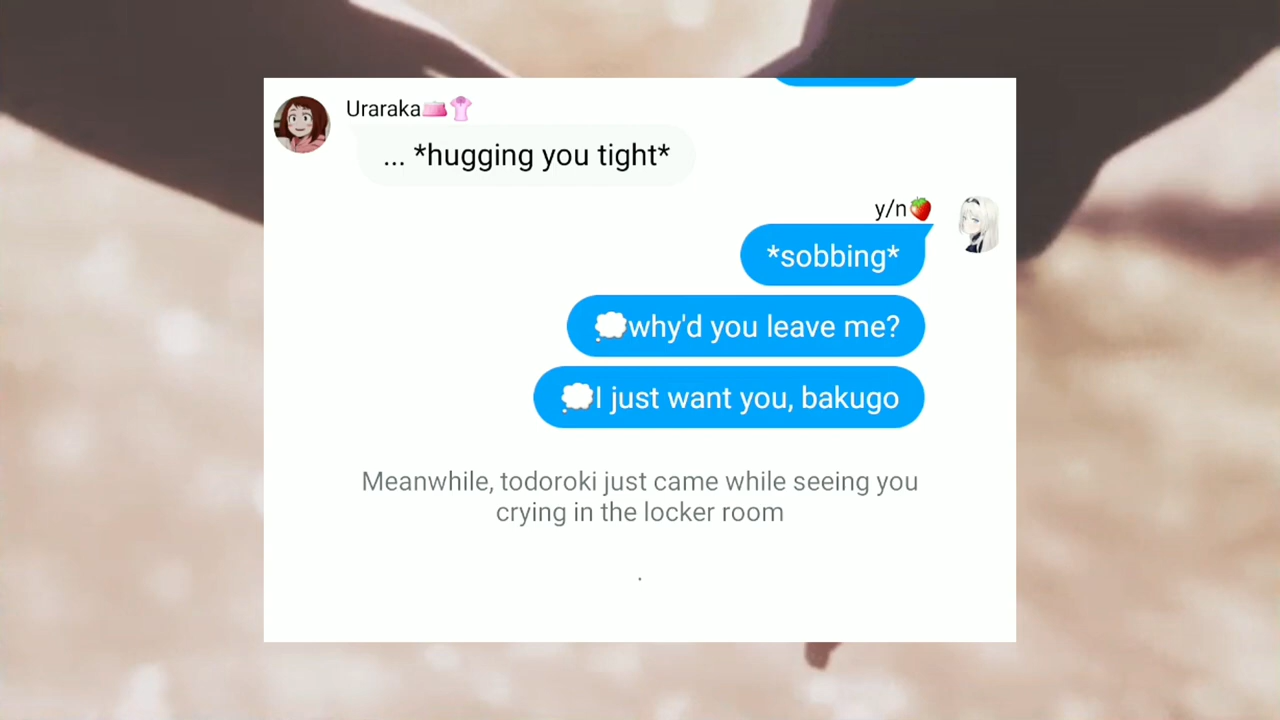 Uraraka👛👚
... *hugging you tight*
y/n🍓
*sobbing*
💭why'd you leave me?
💭I just want you, bakugo
Meanwhile, todoroki just came while seeing you
crying in the locker room
.